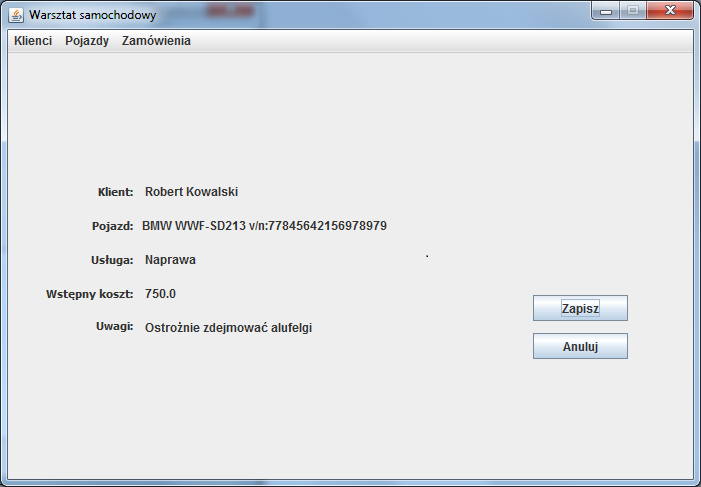 Warsztat samochodowy
Klienci Pojazdy Zamówienia
Klient: Robert Kowalski
Pojazd: BMW WWF-SD213 v/n:77845642156978979
Usługa: Naprawa
Wstępny koszt: 750.0
Zapisz
Uwagi: Ostrożnie zdejmować alufelgi
Anuluj